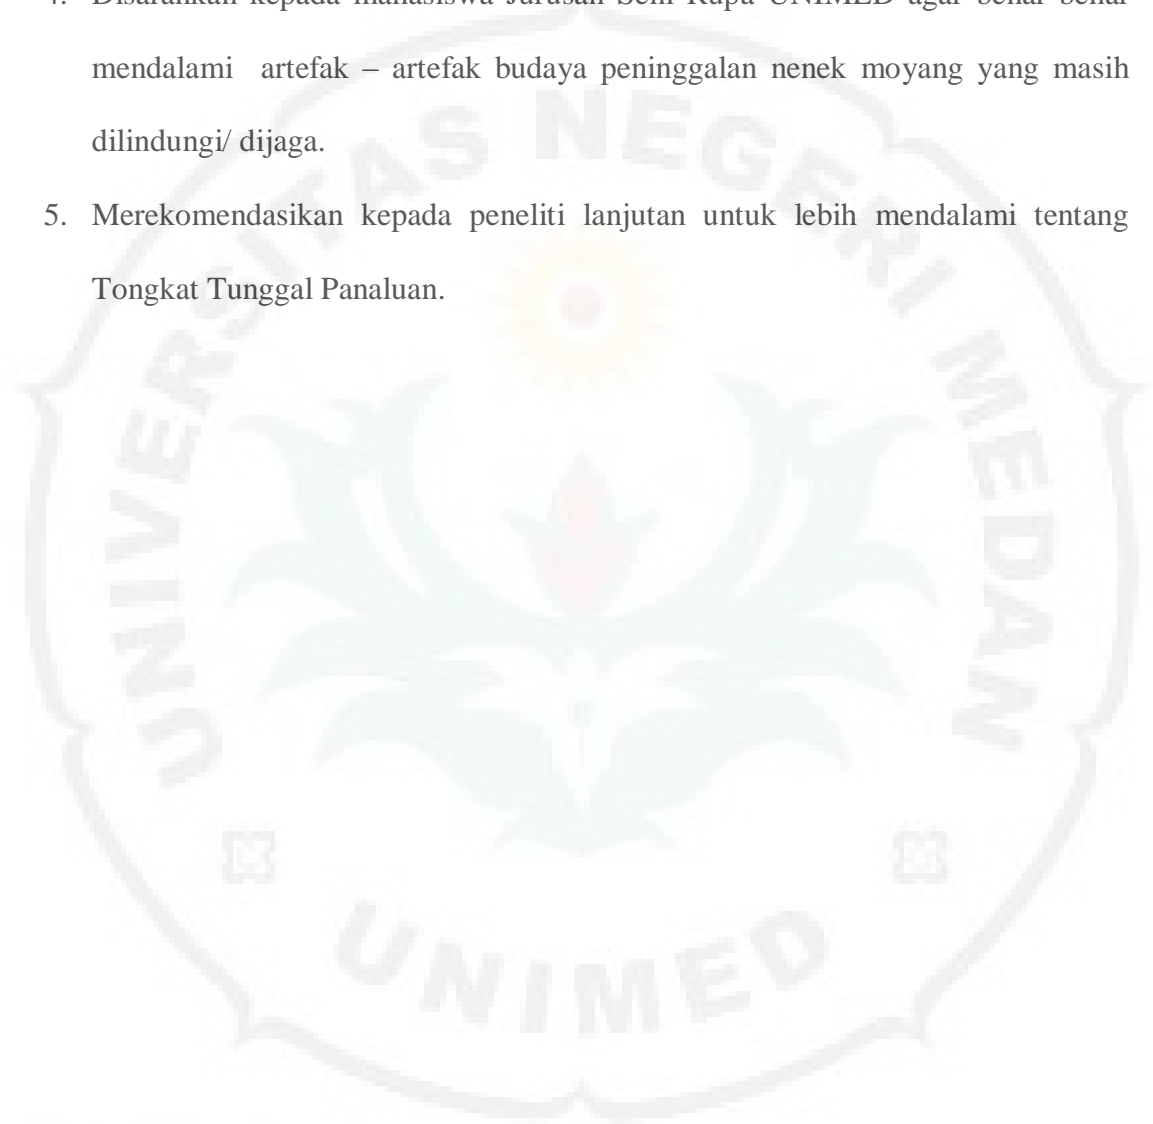 4. Disarankan kepada mahasiswa Jurusan Seni Rupa UNIMED agar benar-benar
mendalami artefak – artefak budaya peninggalan nenek moyang yang masih
dilindungi/ dijaga.
5. Merekomendasikan kepada peneliti lanjutan untuk lebih mendalami tentang
Tongkat Tunggal Panaluan.
UNIVERSITAS NEGERI MEDAN
UNIMED